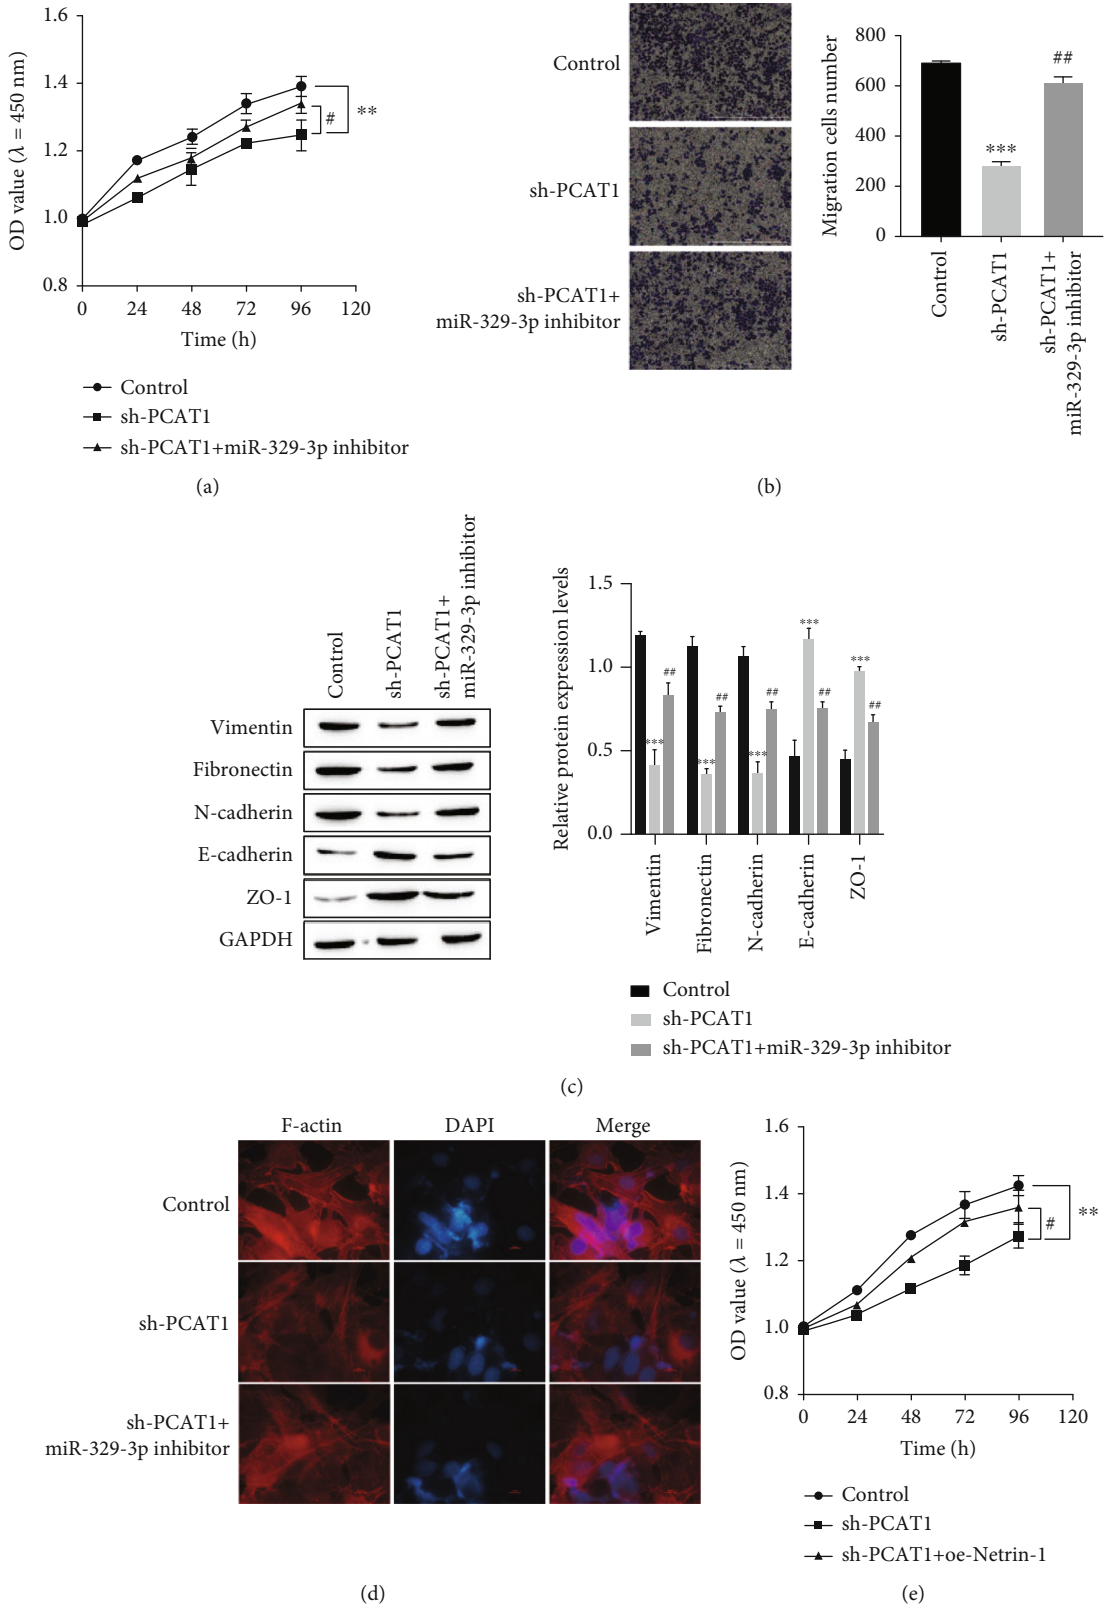 1.6
1.4
1.2
1.0
0.8
OD value (λ = 450 nm)
0 24 48 72 96 120
Time (h)
# **
Control
sh-PCAT1
sh-PCAT1+miR-329-3p inhibitor
(a)
Control
sh-PCAT1
sh-PCAT1+
miR-329-3p inhibitor
800
600
400
200
0
Migration cells number
***
##
Control
sh-PCAT1
sh-PCAT1+
miR-329-3p inhibitor
(b)
Control
sh-PCAT1
sh-PCAT1+
miR-329-3p inhibitor
Vimentin
Fibronectin
N-cadherin
E-cadherin
ZO-1
GAPDH
1.5
1.0
0.5
0.0
Relative protein expression levels
*** ##
*** ##
*** ##
*** ##
*** ##
Vimentin
Fibronectin
N-cadherin
E-cadherin
ZO-1
Control
sh-PCAT1
sh-PCAT1+miR-329-3p inhibitor
(c)
F-actin DAPI Merge
Control
sh-PCAT1
sh-PCAT1+
miR-329-3p inhibitor
(d)
1.6
1.4
1.2
1.0
0.8
OD value (λ = 450 nm)
0 24 48 72 96 120
Time (h)
# **
Control
sh-PCAT1
sh-PCAT1+oe-Netrin-1
(e)